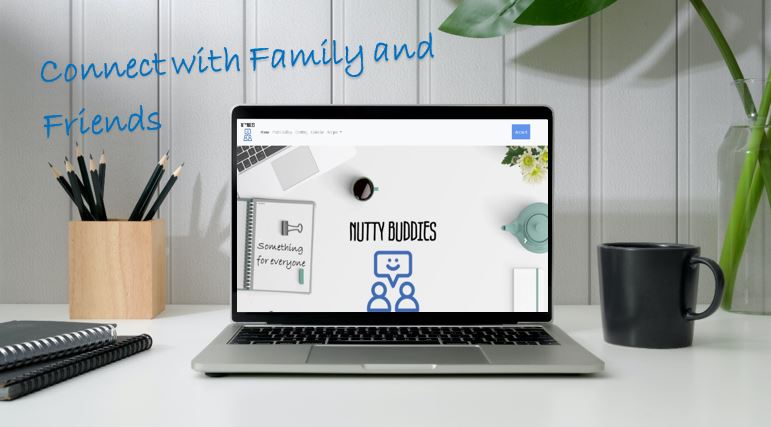 Connect with Family and
Friends
Home
NUTTY BUDDIES
Something
for everyone